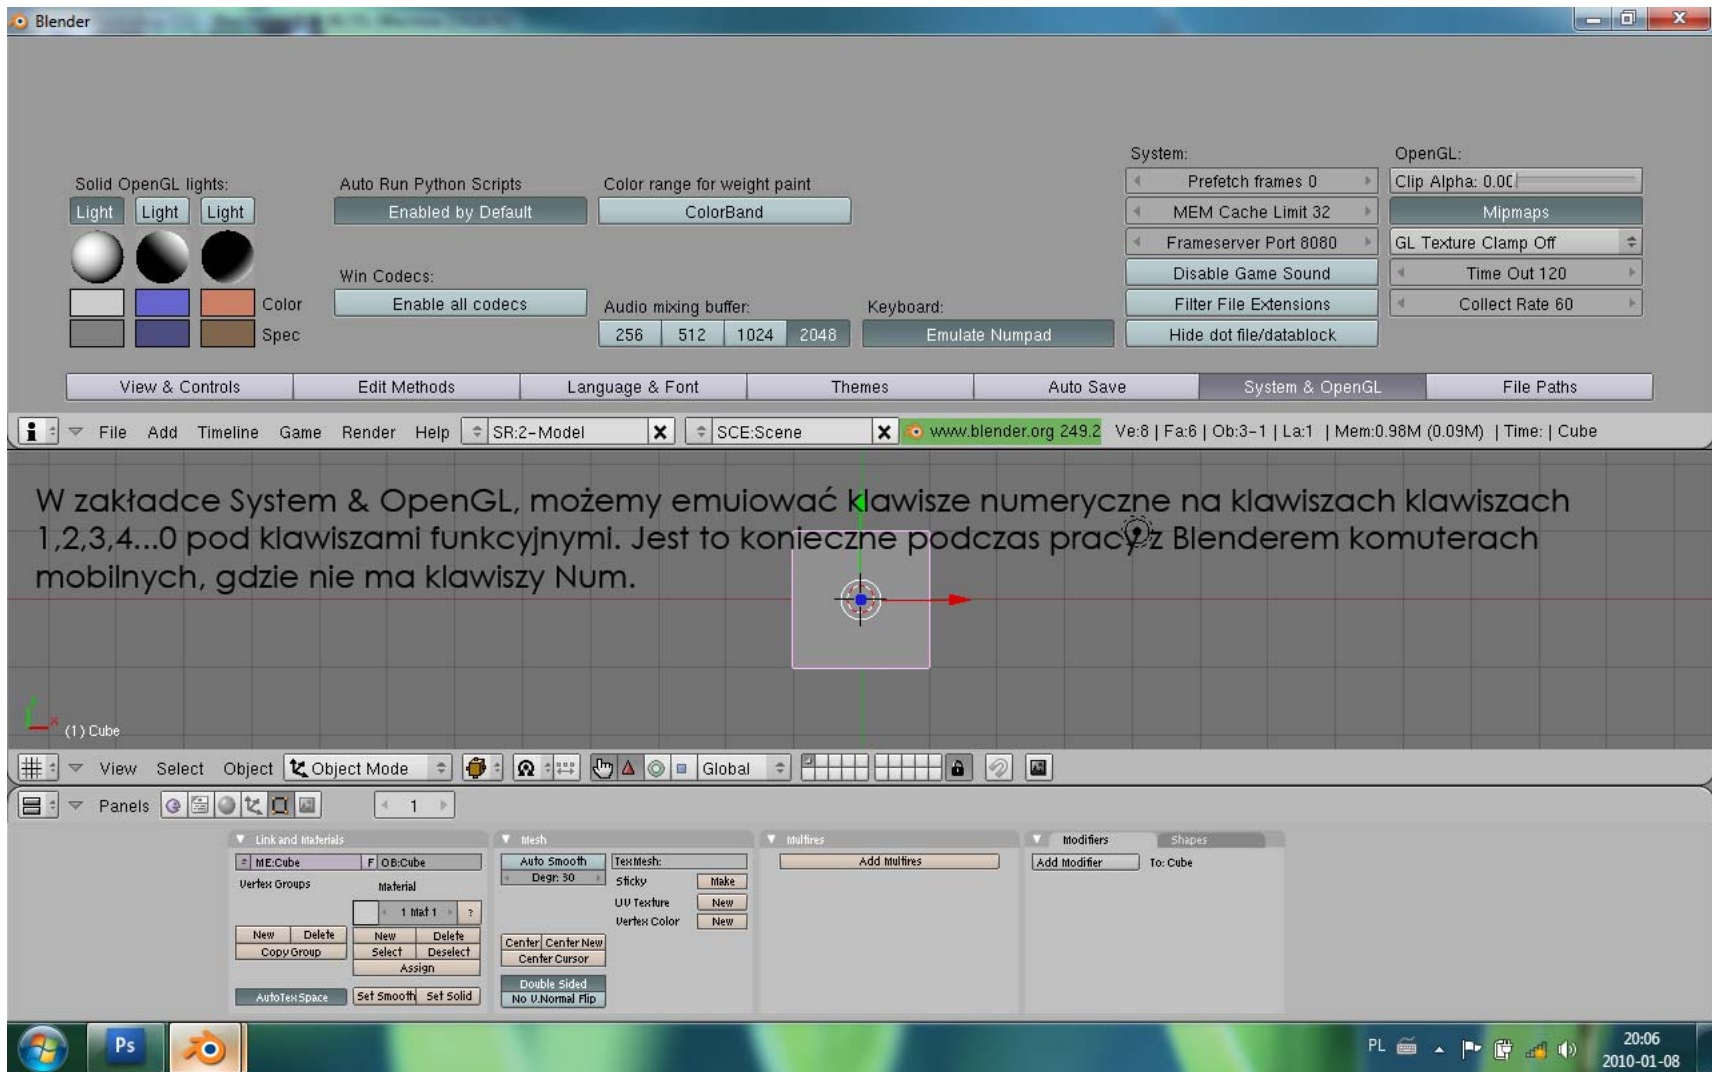 Blender
System:
OpenGL:
Solid OpenGL lights:
Auto Run Python Scripts
Color range for weight paint
Prefetch frames 0
Clip Alpha: 0.00
Light Light Light
Enabled by Default
ColorBand
MEM Cache Limit 32
Mipmaps
Frameserver Port 8080
GL Texture Clamp Off
Win Codecs:
Disable Game Sound
Time Out 120
Color
Enable all codecs
Audio mixing buffer:
Keyboard:
Filter File Extensions
Collect Rate 60
Spec
256 512 1024 2048
Emulate Numpad
Hide dot file/datablock
View & Controls Edit Methods Language & Font Themes Auto Save System & OpenGL File Paths
File Add Timeline Game Render Help SR:2-Model SCE:Scene www.blender.org 249.2 Ve:8 | Fa:6 | Ob:3-1 | La:1 | Mem:0.98M (0.09M) | Time: | Cube
W zakładce System & OpenGL, możemy emuiować klawisze numeryczne na klawiszach klawiszach
1,2,3,4...0 pod klawiszami funkcyjnymi. Jest to konieczne podczas pracy z Blenderem komuterach
mobilnych, gdzie nie ma klawiszy Num.
x
(1) Cube
View Select Object Object Mode Global
Panels 1
Link and Materials Mesh Multires Modifiers Shapes
ME:Cube F OB:Cube Auto Smooth TexMesh: Add Multires Add Modifier To: Cube
Vertex Groups Material Degr: 30 Sticky Make
1 Mat 1 ? UV Texture New
Vertex Color New
New Delete New Delete
Copy Group Select Deselect Center Center New
Assign Center Cursor
Double Sided
AutoTexSpace Set Smooth Set Solid No V.Normal Flip
Ps
PL
20:06
2010-01-08